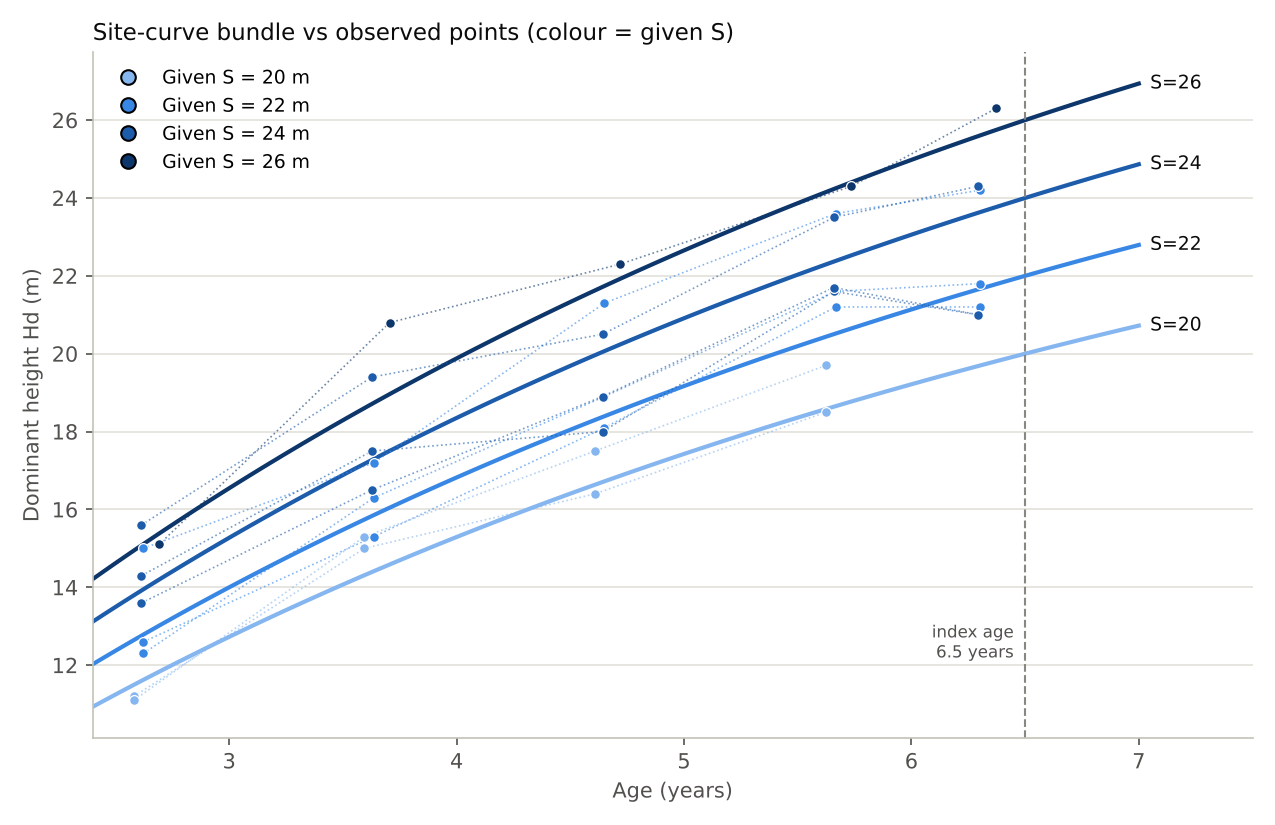 Site-curve bundle vs observed points (colour = given S)
Given S = 20 m
Given S = 22 m
Given S = 24 m
Given S = 26 m
S=26
S=24
S=22
S=20
index age
6.5 years
26
24
22
20
18
16
14
12
Dominant height Hd (m)
3
4
5
6
7
Age (years)